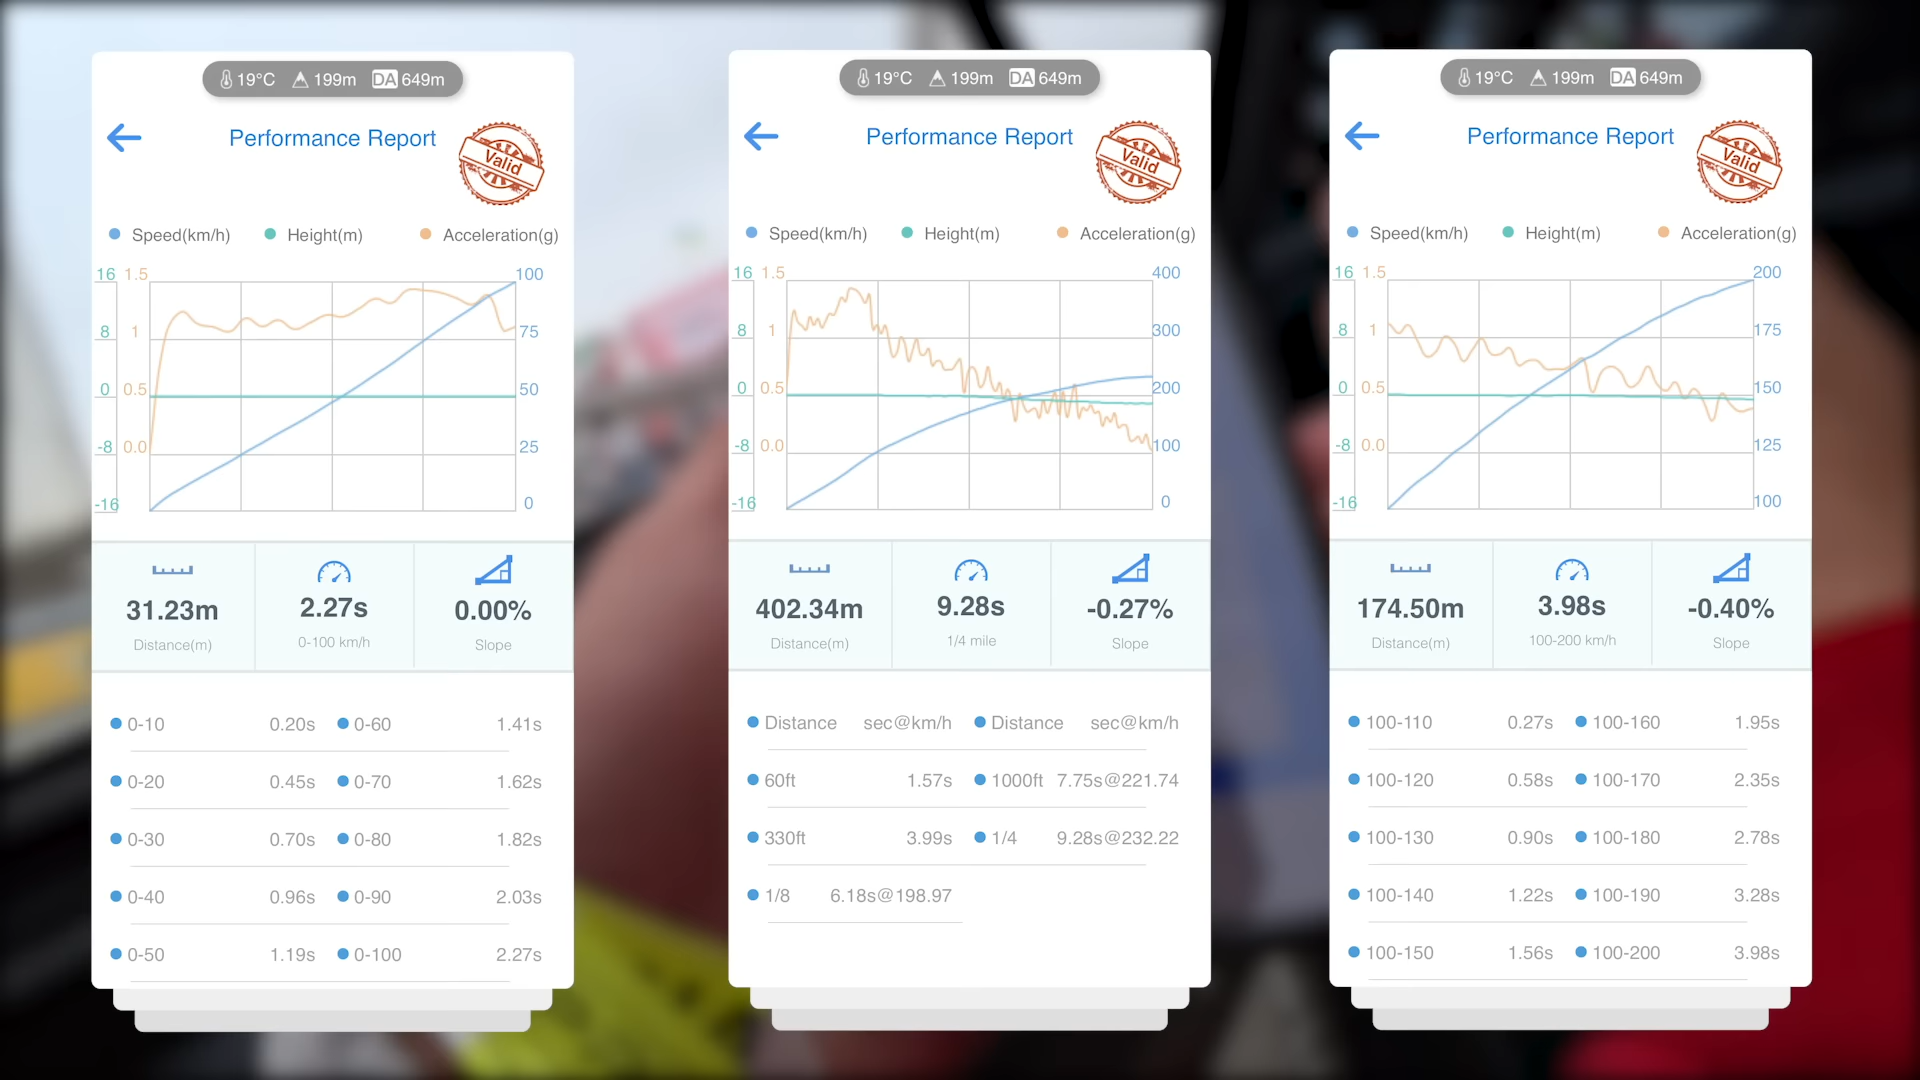 19°C 199m DA 649m
Performance Report
Valid
Speed(km/h) Height(m) Acceleration(g)
16 1.5 100
8 1 75
0 0.5 50
-8 0.0 25
-16 0
31.23m 2.27s 0.00%
Distance(m) 0-100 km/h Slope
0-10 0.20s 0-60 1.41s
0-20 0.45s 0-70 1.62s
0-30 0.70s 0-80 1.82s
0-40 0.96s 0-90 2.03s
0-50 1.19s 0-100 2.27s
19°C 199m DA 649m
Performance Report
Valid
Speed(km/h) Height(m) Acceleration(g)
16 1.5 400
8 1 300
0 0.5 200
-8 0.0 100
-16 0
402.34m 9.28s -0.27%
Distance(m) 1/4 mile Slope
Distance sec@km/h Distance sec@km/h
60ft 1.57s 1000ft 7.75s@221.74
330ft 3.99s 1/4 9.28s@232.22
1/8 6.18s@198.97
19°C 199m DA 649m
Performance Report
Valid
Speed(km/h) Height(m) Acceleration(g)
16 1.5 200
8 1 175
0 0.5 150
-8 0.0 125
-16 100
174.50m 3.98s -0.40%
Distance(m) 100-200 km/h Slope
100-110 0.27s 100-160 1.95s
100-120 0.58s 100-170 2.35s
100-130 0.90s 100-180 2.78s
100-140 1.22s 100-190 3.28s
100-150 1.56s 100-200 3.98s